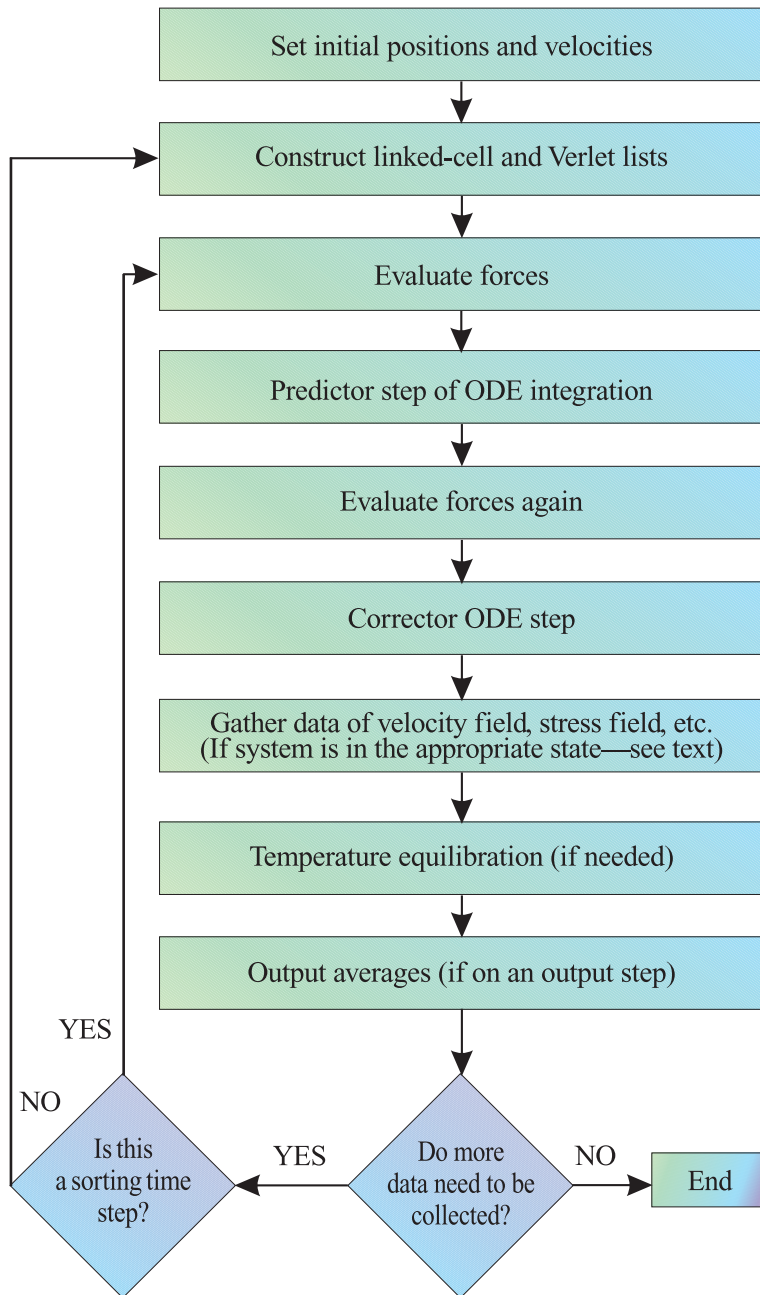 Set initial positions and velocities
Construct linked-cell and Verlet lists
Evaluate forces
Predictor step of ODE integration
Evaluate forces again
Corrector ODE step
Gather data of velocity field, stress field, etc.
(If system is in the appropriate state—see text)
Temperature equilibration (if needed)
Output averages (if on an output step)
YES
NO
Is this
a sorting time
step?
YES
Do more
data need to be
collected?
NO
End